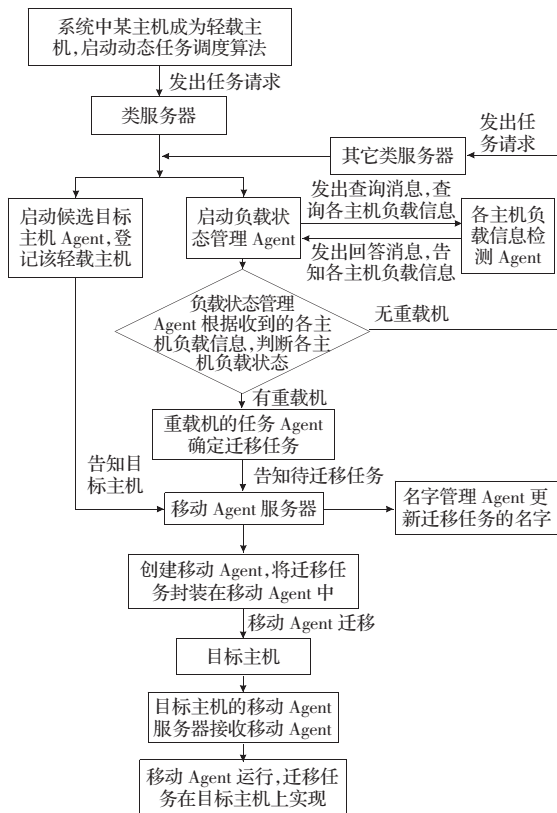 系统中某主机成为轻载主
机,启动动态任务调度算法
发出任务请求
类服务器
发出任
务请求
其它类服务器
启动候选目标
主机 Agent,登
记该轻载主机
启动负载状
态管理 Agent
发出查询消息,查
询各主机负载信息
发出回答消息,告
知各主机负载信息
各主机负
载信息检
测 Agent
负载状态管理
Agent 根据收到的各主
机负载信息,判断各主
机负载状态
无重载机
有重载机
重载机的任务 Agent
确定迁移任务
告知目
标主机
告知待迁移任务
移动 Agent 服务器
名字管理 Agent 更
新迁移任务的名字
创建移动 Agent,将迁移任
务封装在移动 Agent 中
移动 Agent 迁移
目标主机
目标主机的移动 Agent
服务器接收移动 Agent
移动 Agent 运行,迁移任
务在目标主机上实现